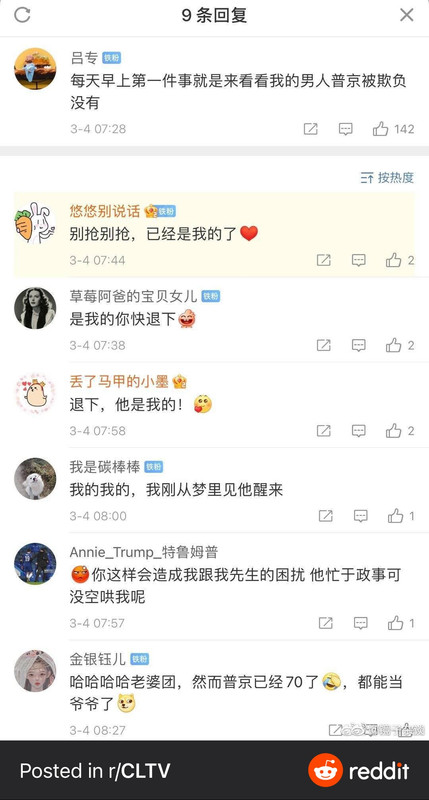 9 条回复
吕专 铁粉
每天早上第一件事就是来看看我的男人普京被欺负
没有
3-4 07:28
142
按热度
悠悠别说话 铁粉
别抢别抢，已经是我的了❤️
3-4 07:44
2
草莓阿爸的宝贝女儿 铁粉
是我的你快退下
3-4 07:38
2
丢了马甲的小墨
退下，他是我的！
3-4 07:58
2
我是碳棒棒 铁粉
我的我的，我刚从梦里见他醒来
3-4 08:00
1
Annie_Trump_特鲁姆普
你这样会造成我跟我先生的困扰 他忙于政事可
没空哄我呢
3-4 07:57
1
金银钰儿 铁粉
哈哈哈哈老婆团，然而普京已经70了🤣，都能当
爷爷了
3-4 08:27
Posted in r/CLTV
reddit